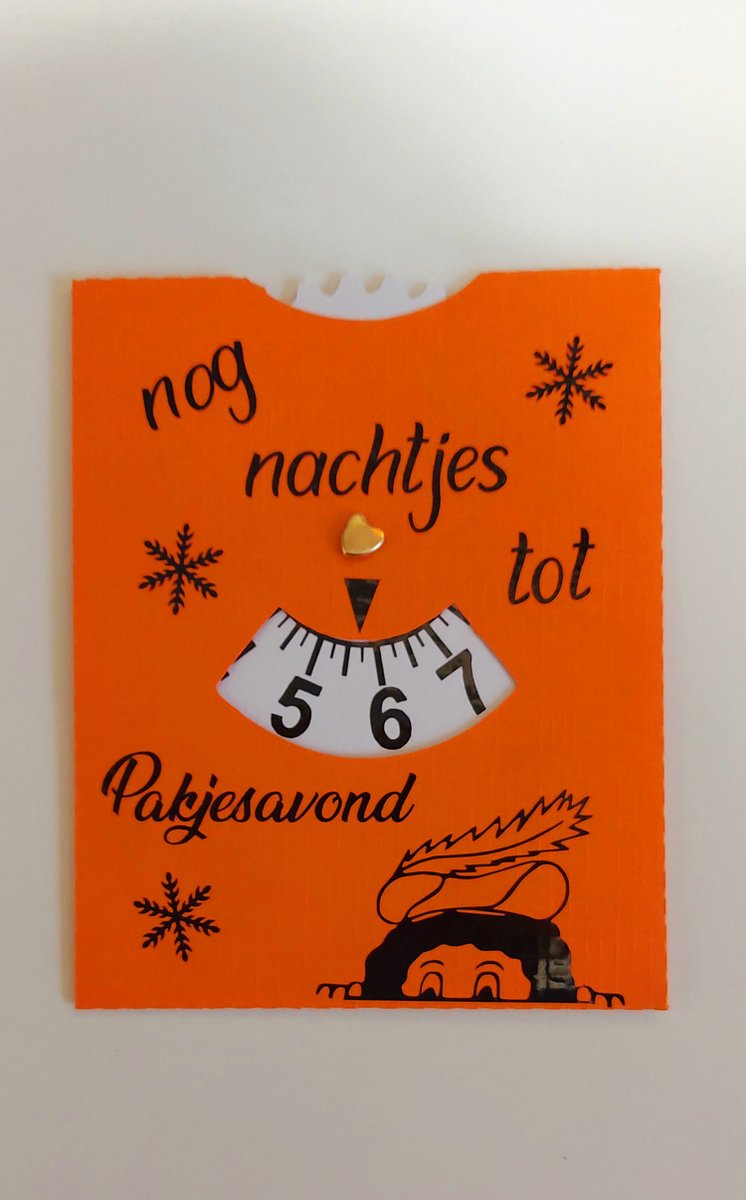 nog
nachtjes
tot
5 6 7
Pakjesavond